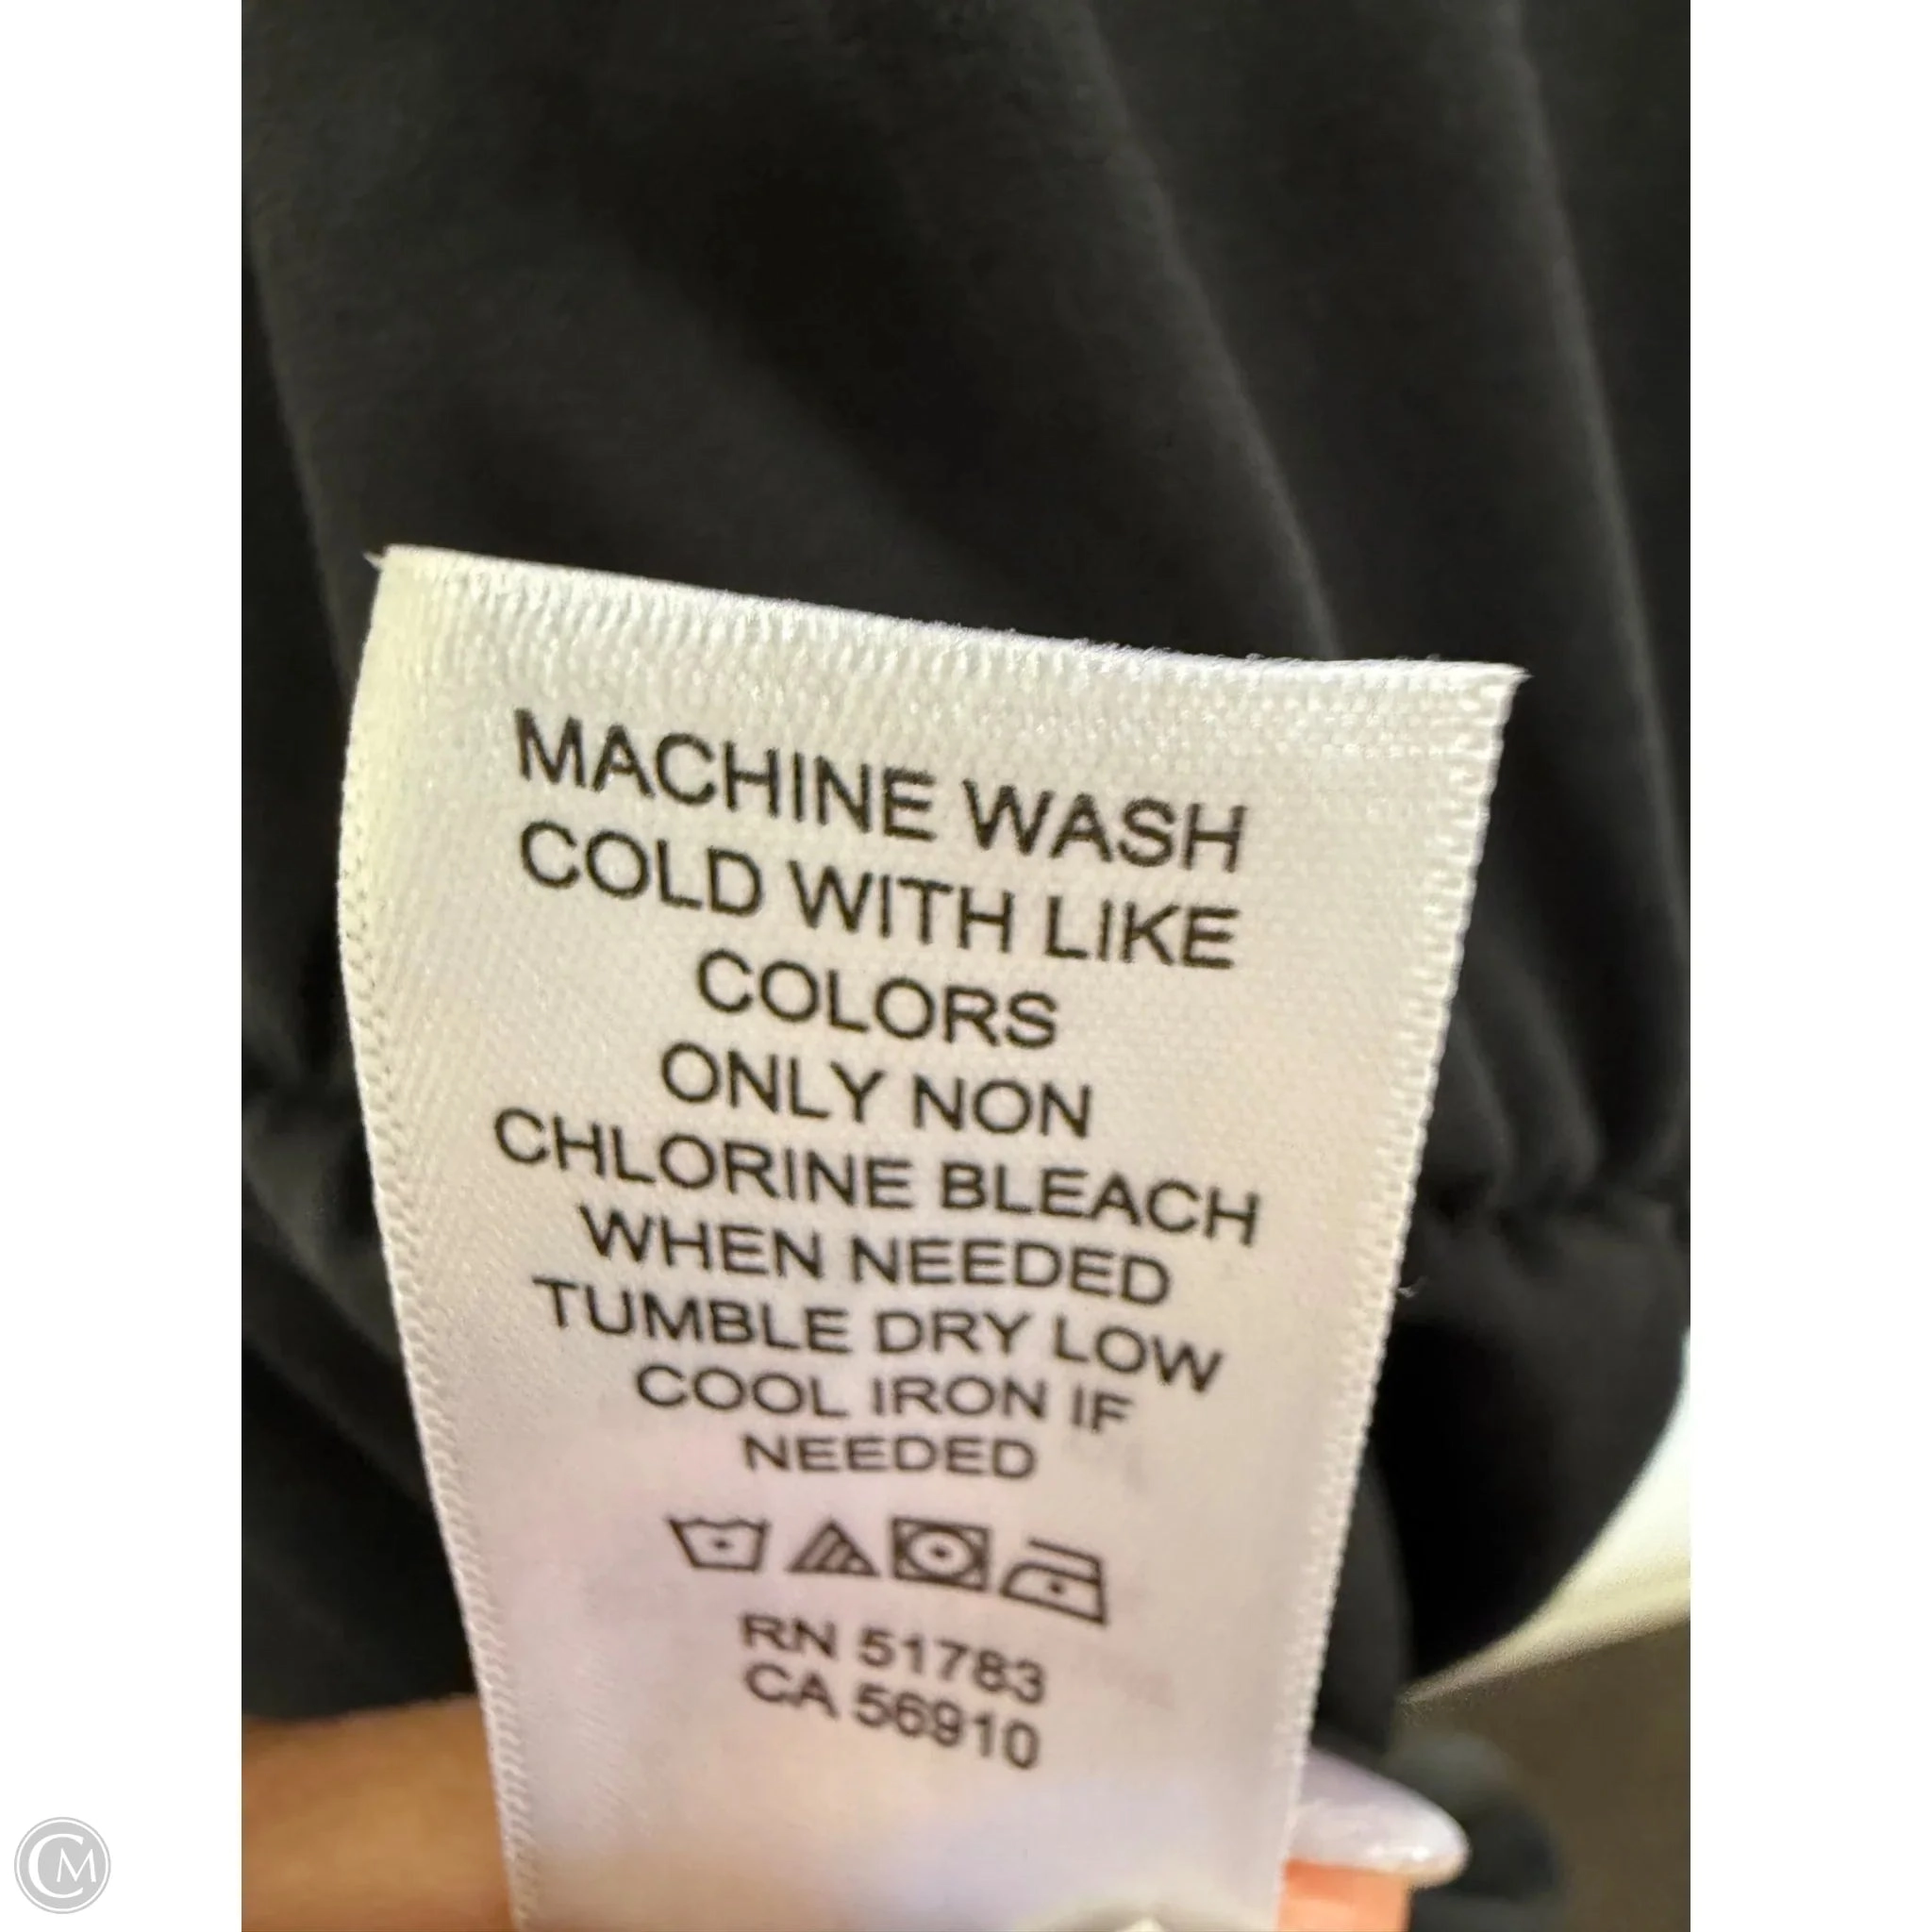 MACHINE WASH
COLD WITH LIKE
COLORS
ONLY NON
CHLORINE BLEACH
WHEN NEEDED
TUMBLE DRY LOW
COOL IRON IF
NEEDED
RN 51783
CA 56910
CM